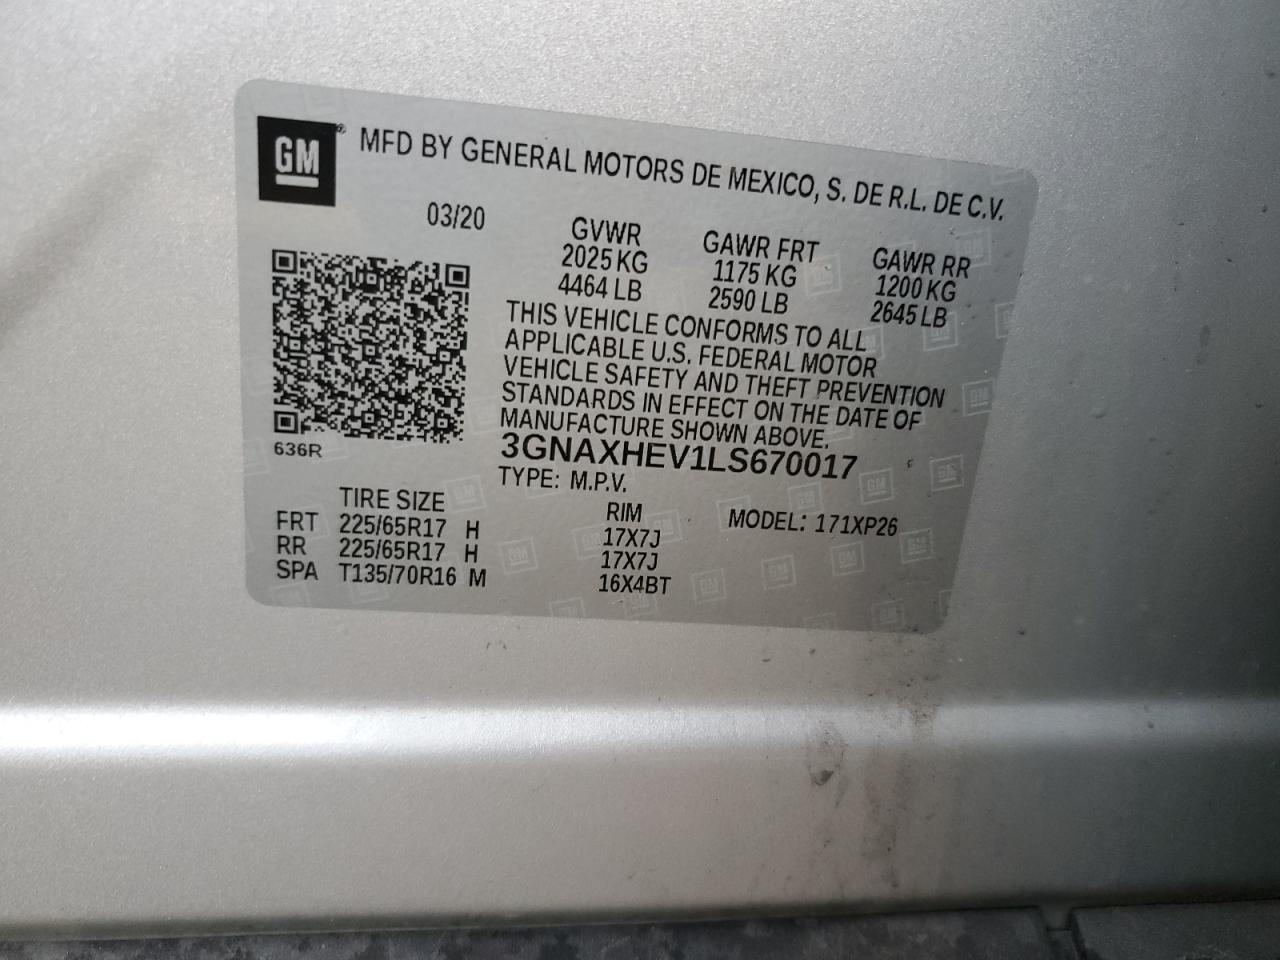 GM
MFD BY GENERAL MOTORS DE MEXICO, S. DE R.L. DE C.V.
03/20
GVWR GAWR FRT GAWR RR
2025 KG 1175 KG 1200 KG
4464 LB 2590 LB 2645 LB
THIS VEHICLE CONFORMS TO ALL
APPLICABLE U.S. FEDERAL MOTOR
VEHICLE SAFETY AND THEFT PREVENTION
STANDARDS IN EFFECT ON THE DATE OF
MANUFACTURE SHOWN ABOVE.
636R
3GNAXHEV1LS670017
TYPE: M.P.V.
TIRE SIZE RIM MODEL: 171XP26
FRT 225/65R17 H 17X7J
RR 225/65R17 H 17X7J
SPA T135/70R16 M 16X4BT